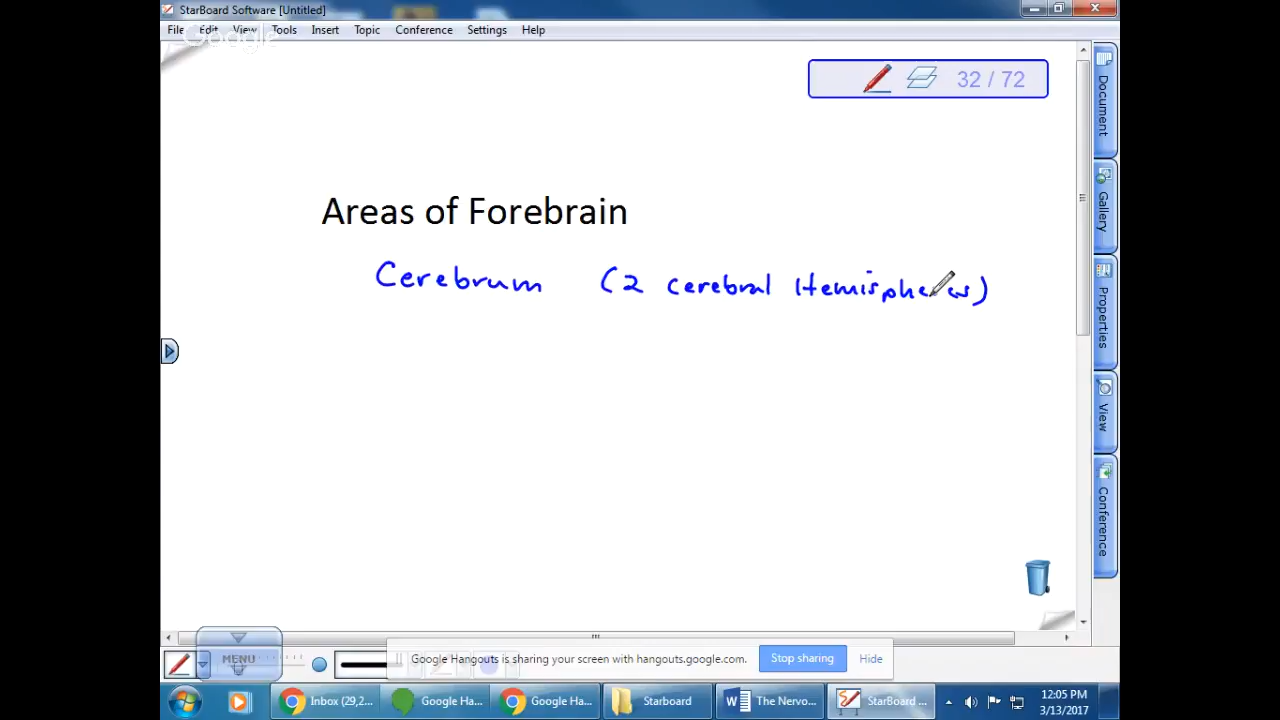 StarBoard Software [Untitled]
File Edit View Tools Insert Topic Conference Settings Help
Google
32 / 72
Document
Gallery
Properties
View
Conference
Areas of Forebrain
Cerebrum (2 cerebral Hemispheres)
MENU
Google Hangouts is sharing your screen with hangouts.google.com. Stop sharing Hide
Inbox (29,2... Google Ha... Google Ha... Starboard The Nervo... StarBoard ...
12:05 PM
3/13/2017